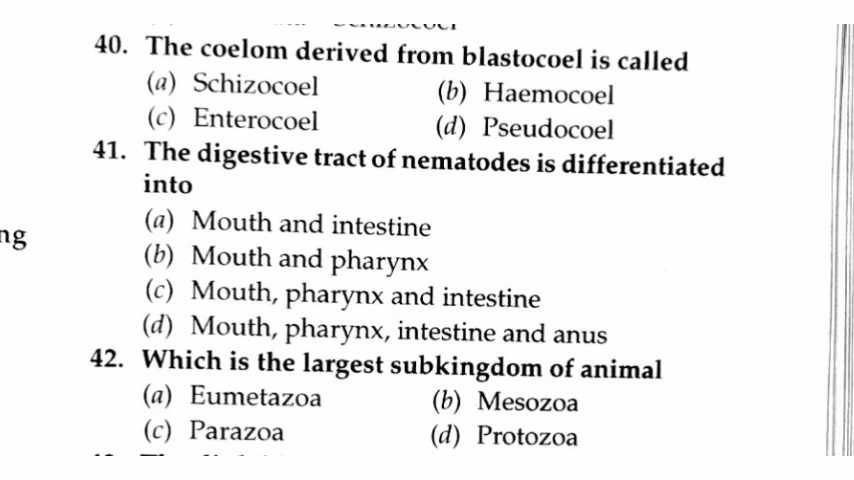 40. The coelom derived from blastocoel is called
(a) Schizocoel (b) Haemocoel
(c) Enterocoel (d) Pseudocoel
41. The digestive tract of nematodes is differentiated
into
(a) Mouth and intestine
ng
(b) Mouth and pharynx
(c) Mouth, pharynx and intestine
(d) Mouth, pharynx, intestine and anus
42. Which is the largest subkingdom of animal
(a) Eumetazoa (b) Mesozoa
(c) Parazoa (d) Protozoa